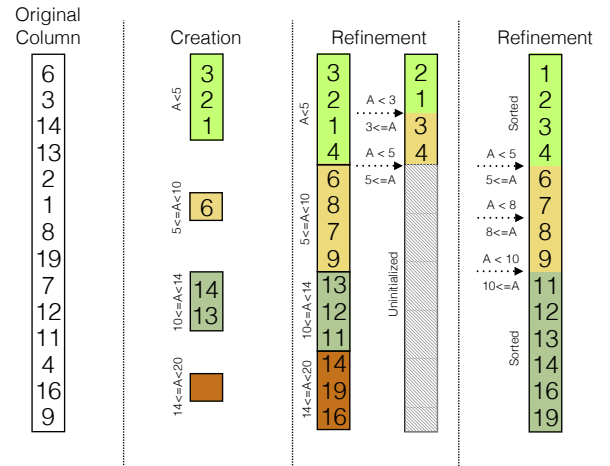 Original
Column
6
3
14
13
2
1
8
19
7
12
11
4
16
9
Creation
A<5
3
2
1
5<=A<10
6
10<=A<14
14
13
14<=A<20
Refinement
A<5
3
2
1
4
5<=A<10
6
8
7
9
10<=A<14
13
12
11
14<=A<20
14
19
16
A < 3
3<=A
A < 5
5<=A
2
1
3
4
Uninitialized
Refinement
Sorted
A < 5
5<=A
A < 8
8<=A
A < 10
10<=A
Sorted
1
2
3
4
6
7
8
9
11
12
13
14
16
19